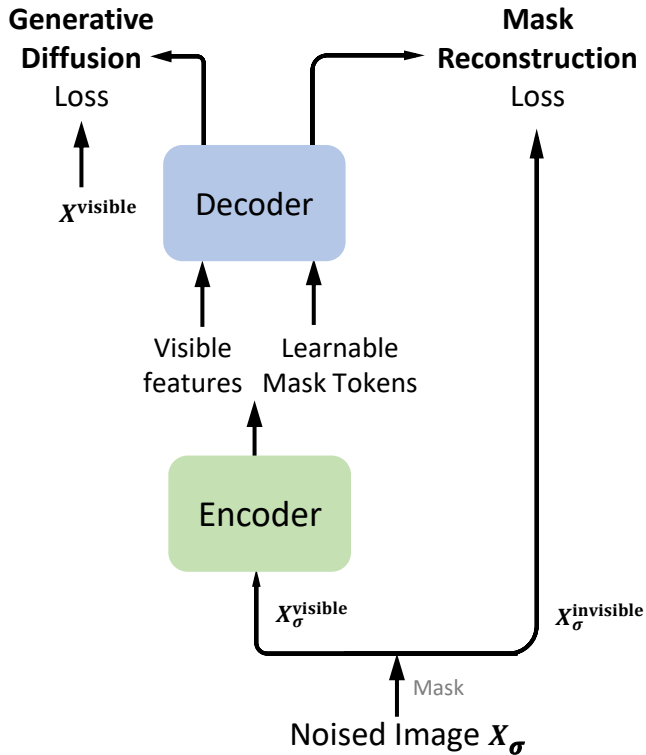 Generative
Diffusion
Loss
Mask
Reconstruction
Loss
X^visible
Decoder
Visible
features
Learnable
Mask Tokens
Encoder
X_σ^visible
X_σ^invisible
Mask
Noised Image X_σ